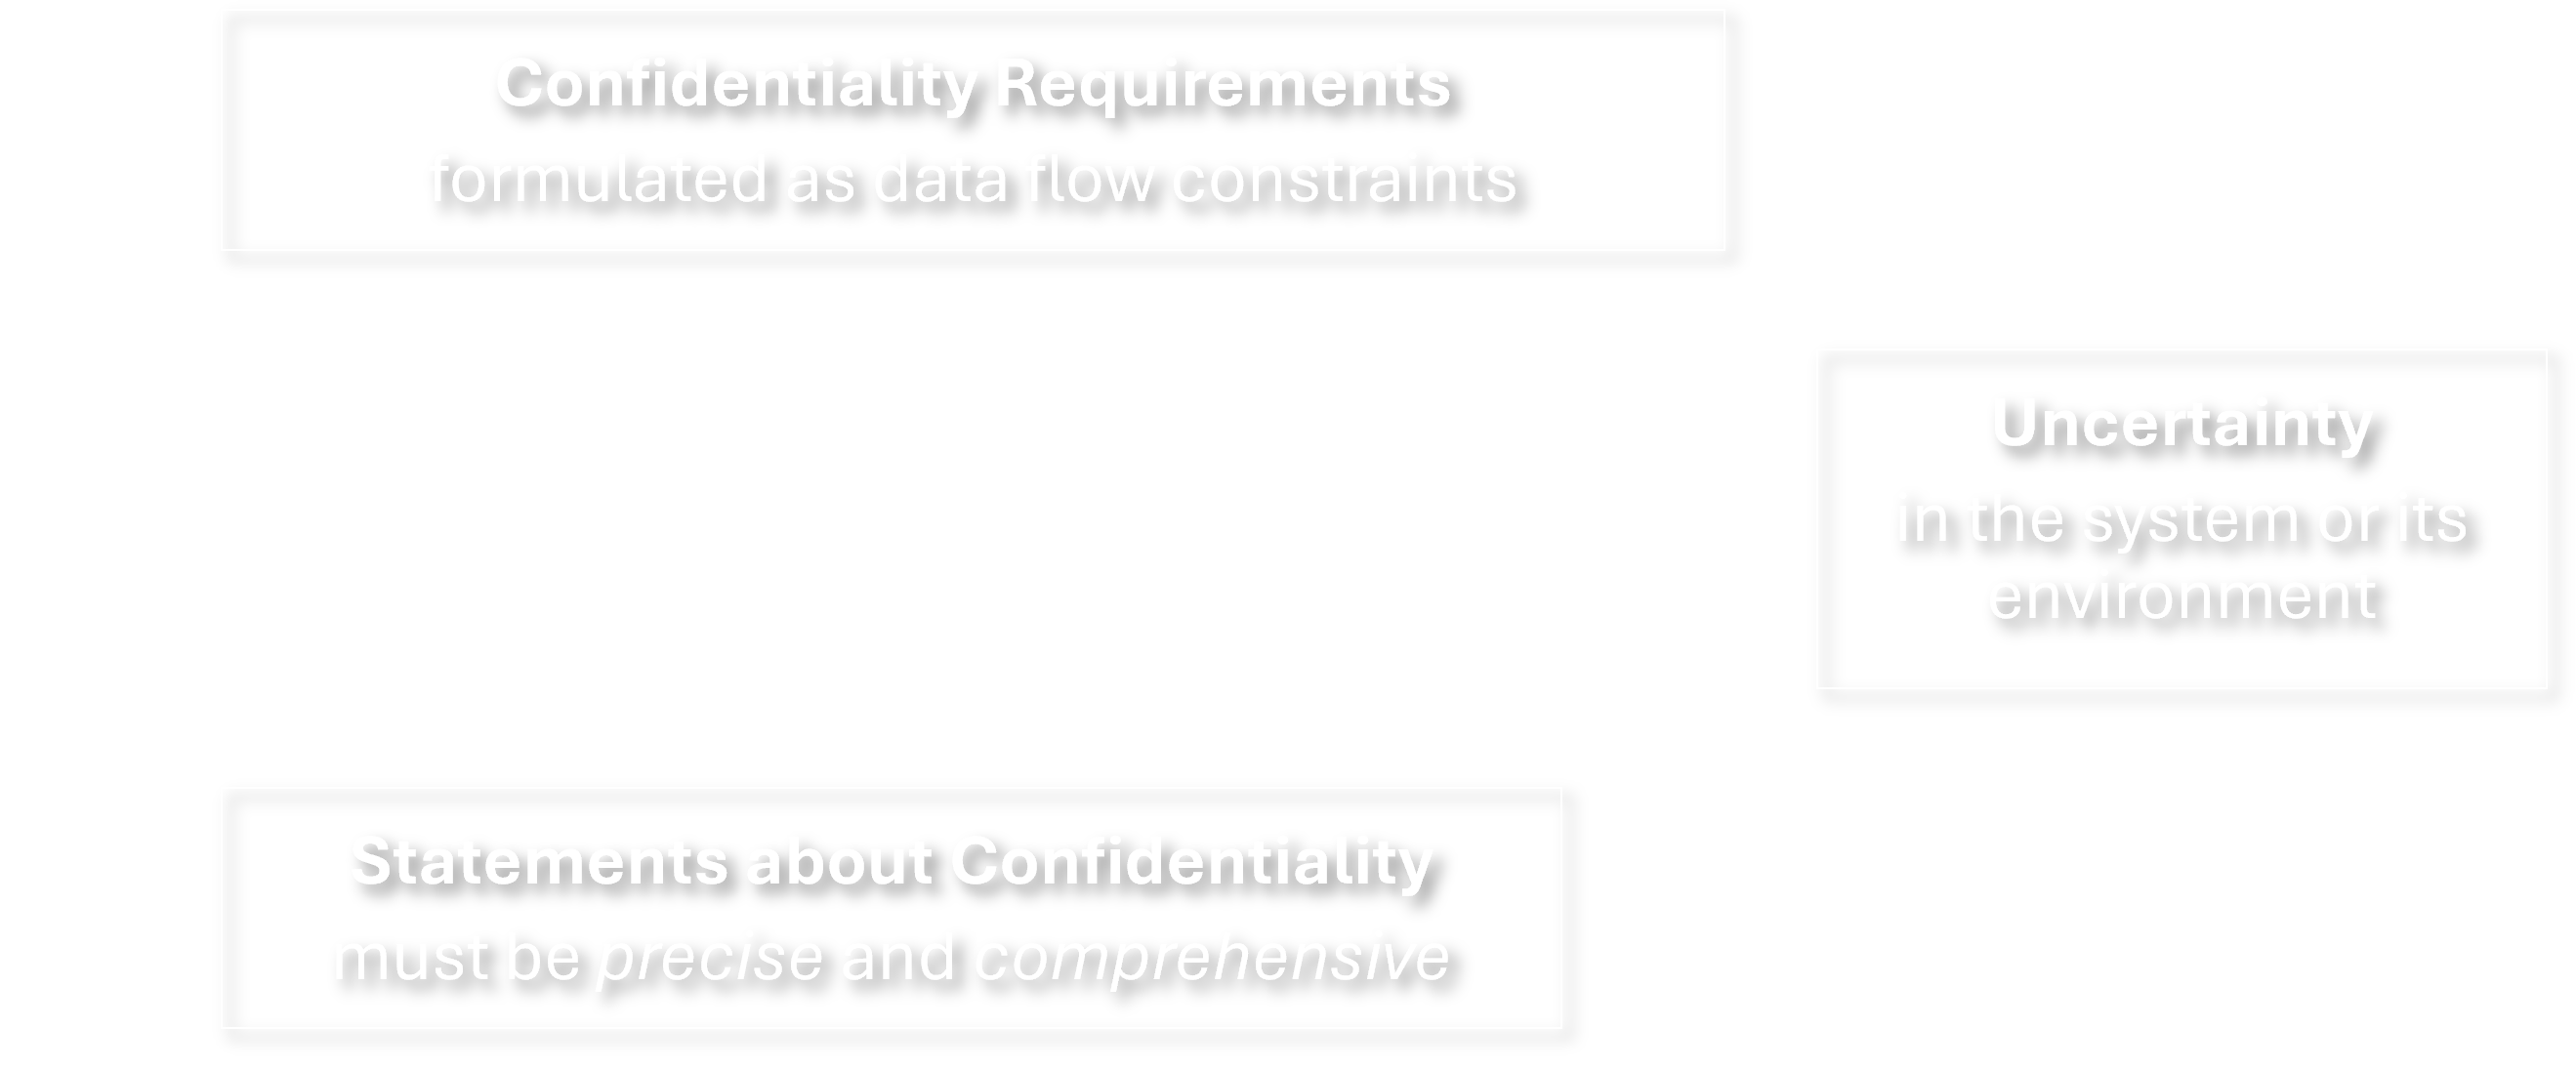 Confidentiality Requirements
formulated as data flow constraints
Uncertainty
in the system or its
environment
Statements about Confidentiality
must be precise and comprehensive